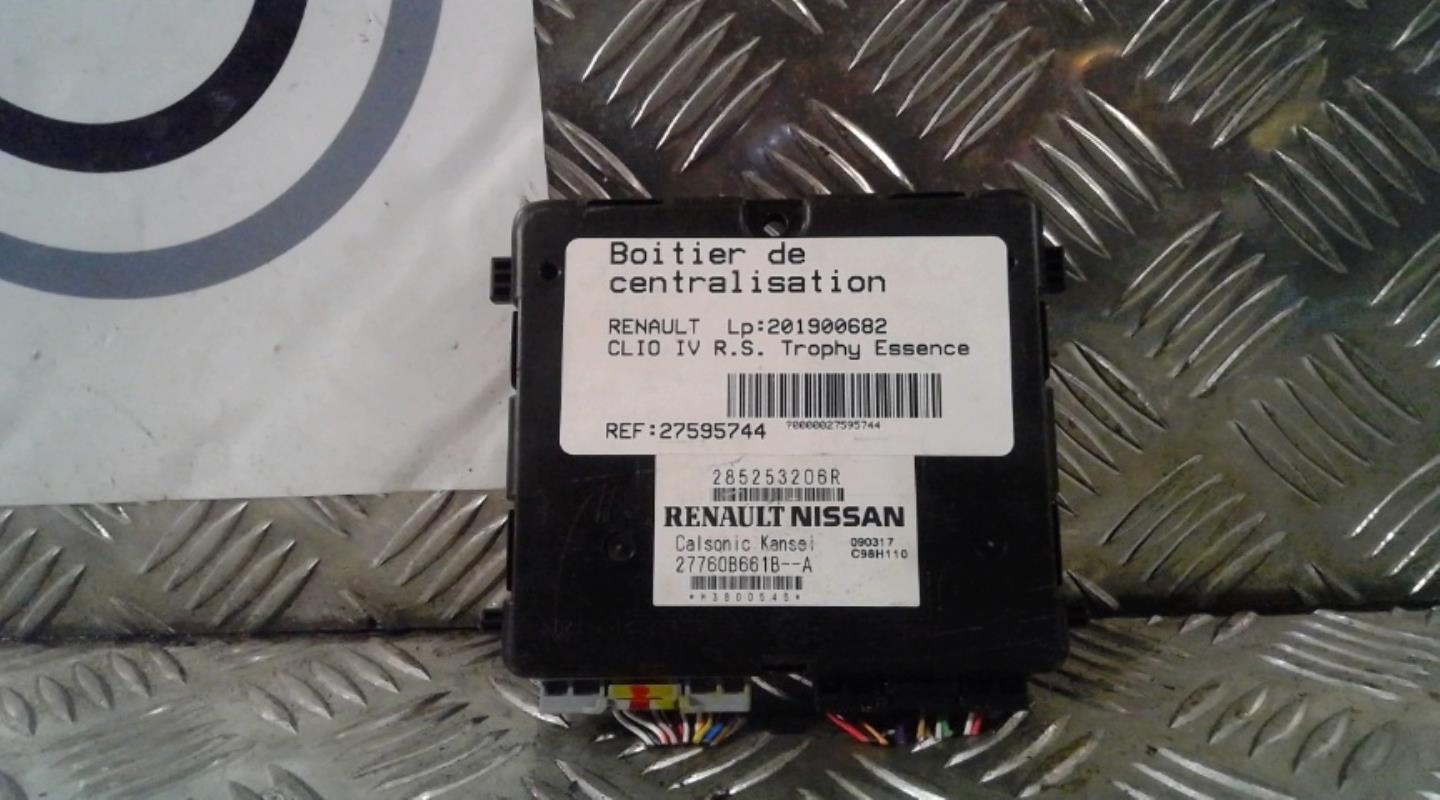 Boitier de
centralisation
RENAULT Lp:201900682
CLIO IV R.S. Trophy Essence
REF:27595744
70000027595744
285253206R
RENAULT NISSAN
Calsonic Kansei 090317
C98H110
27760B661B--A
*M3800545*